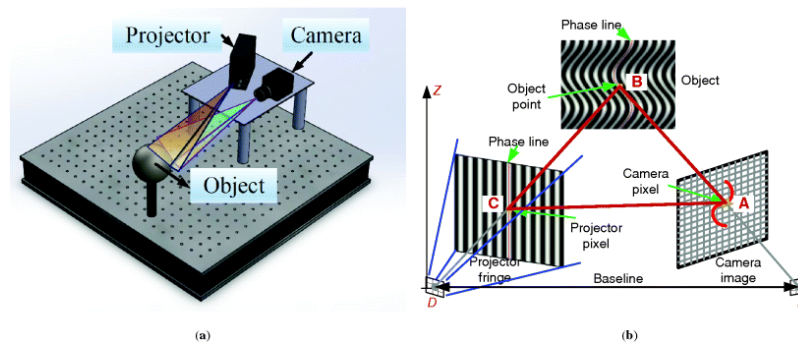 Projector
Camera
Object
(a)
Phase line
Z
B
Object
Object
point
Phase line
Camera
pixel
C
A
Projector
pixel
Projector
fringe
Camera
image
Baseline
D
(b)